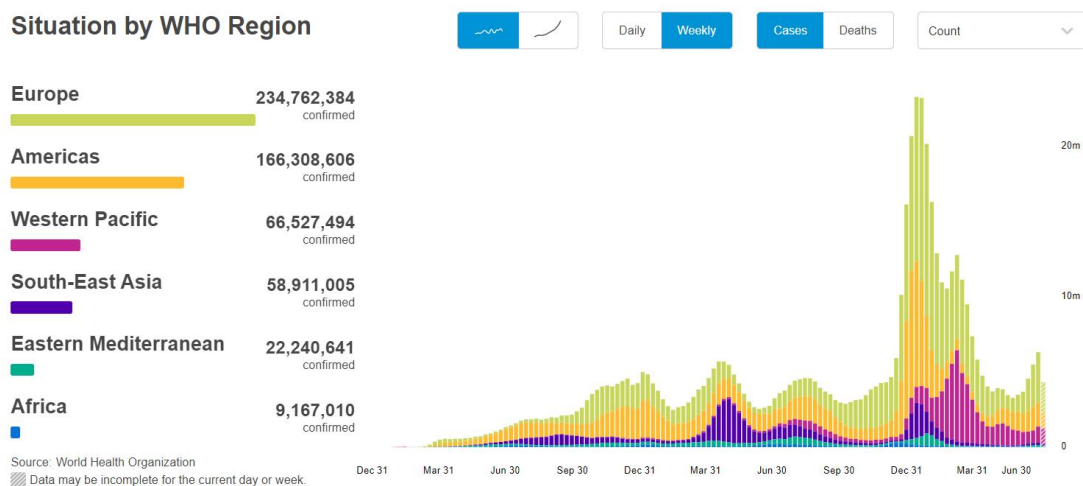 Situation by WHO Region
Daily
Weekly
Cases
Deaths
Count
Europe
234,762,384
confirmed
Americas
166,308,606
confirmed
Western Pacific
66,527,494
confirmed
South-East Asia
58,911,005
confirmed
Eastern Mediterranean
22,240,641
confirmed
Africa
9,167,010
confirmed
Source: World Health Organization
Data may be incomplete for the current day or week.
20m
10m
0
Dec 31 Mar 31 Jun 30 Sep 30 Dec 31 Mar 31 Jun 30 Sep 30 Dec 31 Mar 31 Jun 30